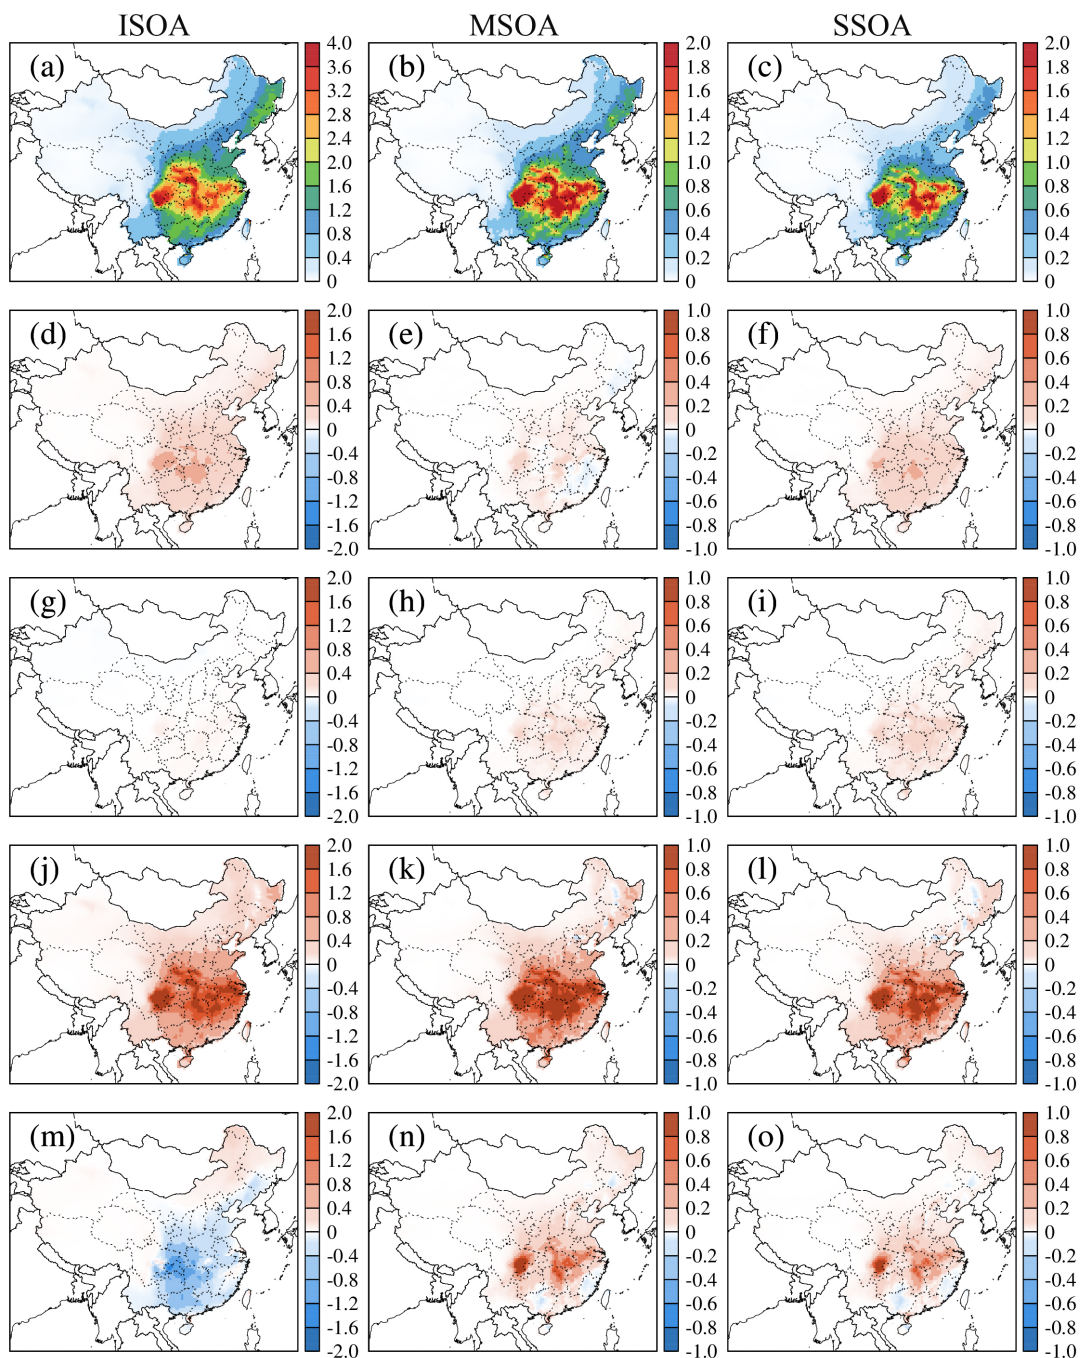 ISOA MSOA SSOA
(a) 4.0 (b) 2.0 (c) 2.0
3.6 1.8 1.8
3.2 1.6 1.6
2.8 1.4 1.4
2.4 1.2 1.2
2.0 1.0 1.0
1.6 0.8 0.8
1.2 0.6 0.6
0.8 0.4 0.4
0.4 0.2 0.2
0 0 0
(d) 2.0 (e) 1.0 (f) 1.0
1.6 0.8 0.8
1.2 0.6 0.6
0.8 0.4 0.4
0.4 0.2 0.2
0 0 0
-0.4 -0.2 -0.2
-0.8 -0.4 -0.4
-1.2 -0.6 -0.6
-1.6 -0.8 -0.8
-2.0 -1.0 -1.0
(g) 2.0 (h) 1.0 (i) 1.0
1.6 0.8 0.8
1.2 0.6 0.6
0.8 0.4 0.4
0.4 0.2 0.2
0 0 0
-0.4 -0.2 -0.2
-0.8 -0.4 -0.4
-1.2 -0.6 -0.6
-1.6 -0.8 -0.8
-2.0 -1.0 -1.0
(j) 2.0 (k) 1.0 (l) 1.0
1.6 0.8 0.8
1.2 0.6 0.6
0.8 0.4 0.4
0.4 0.2 0.2
0 0 0
-0.4 -0.2 -0.2
-0.8 -0.4 -0.4
-1.2 -0.6 -0.6
-1.6 -0.8 -0.8
-2.0 -1.0 -1.0
(m) 2.0 (n) 1.0 (o) 1.0
1.6 0.8 0.8
1.2 0.6 0.6
0.8 0.4 0.4
0.4 0.2 0.2
0 0 0
-0.4 -0.2 -0.2
-0.8 -0.4 -0.4
-1.2 -0.6 -0.6
-1.6 -0.8 -0.8
-2.0 -1.0 -1.0